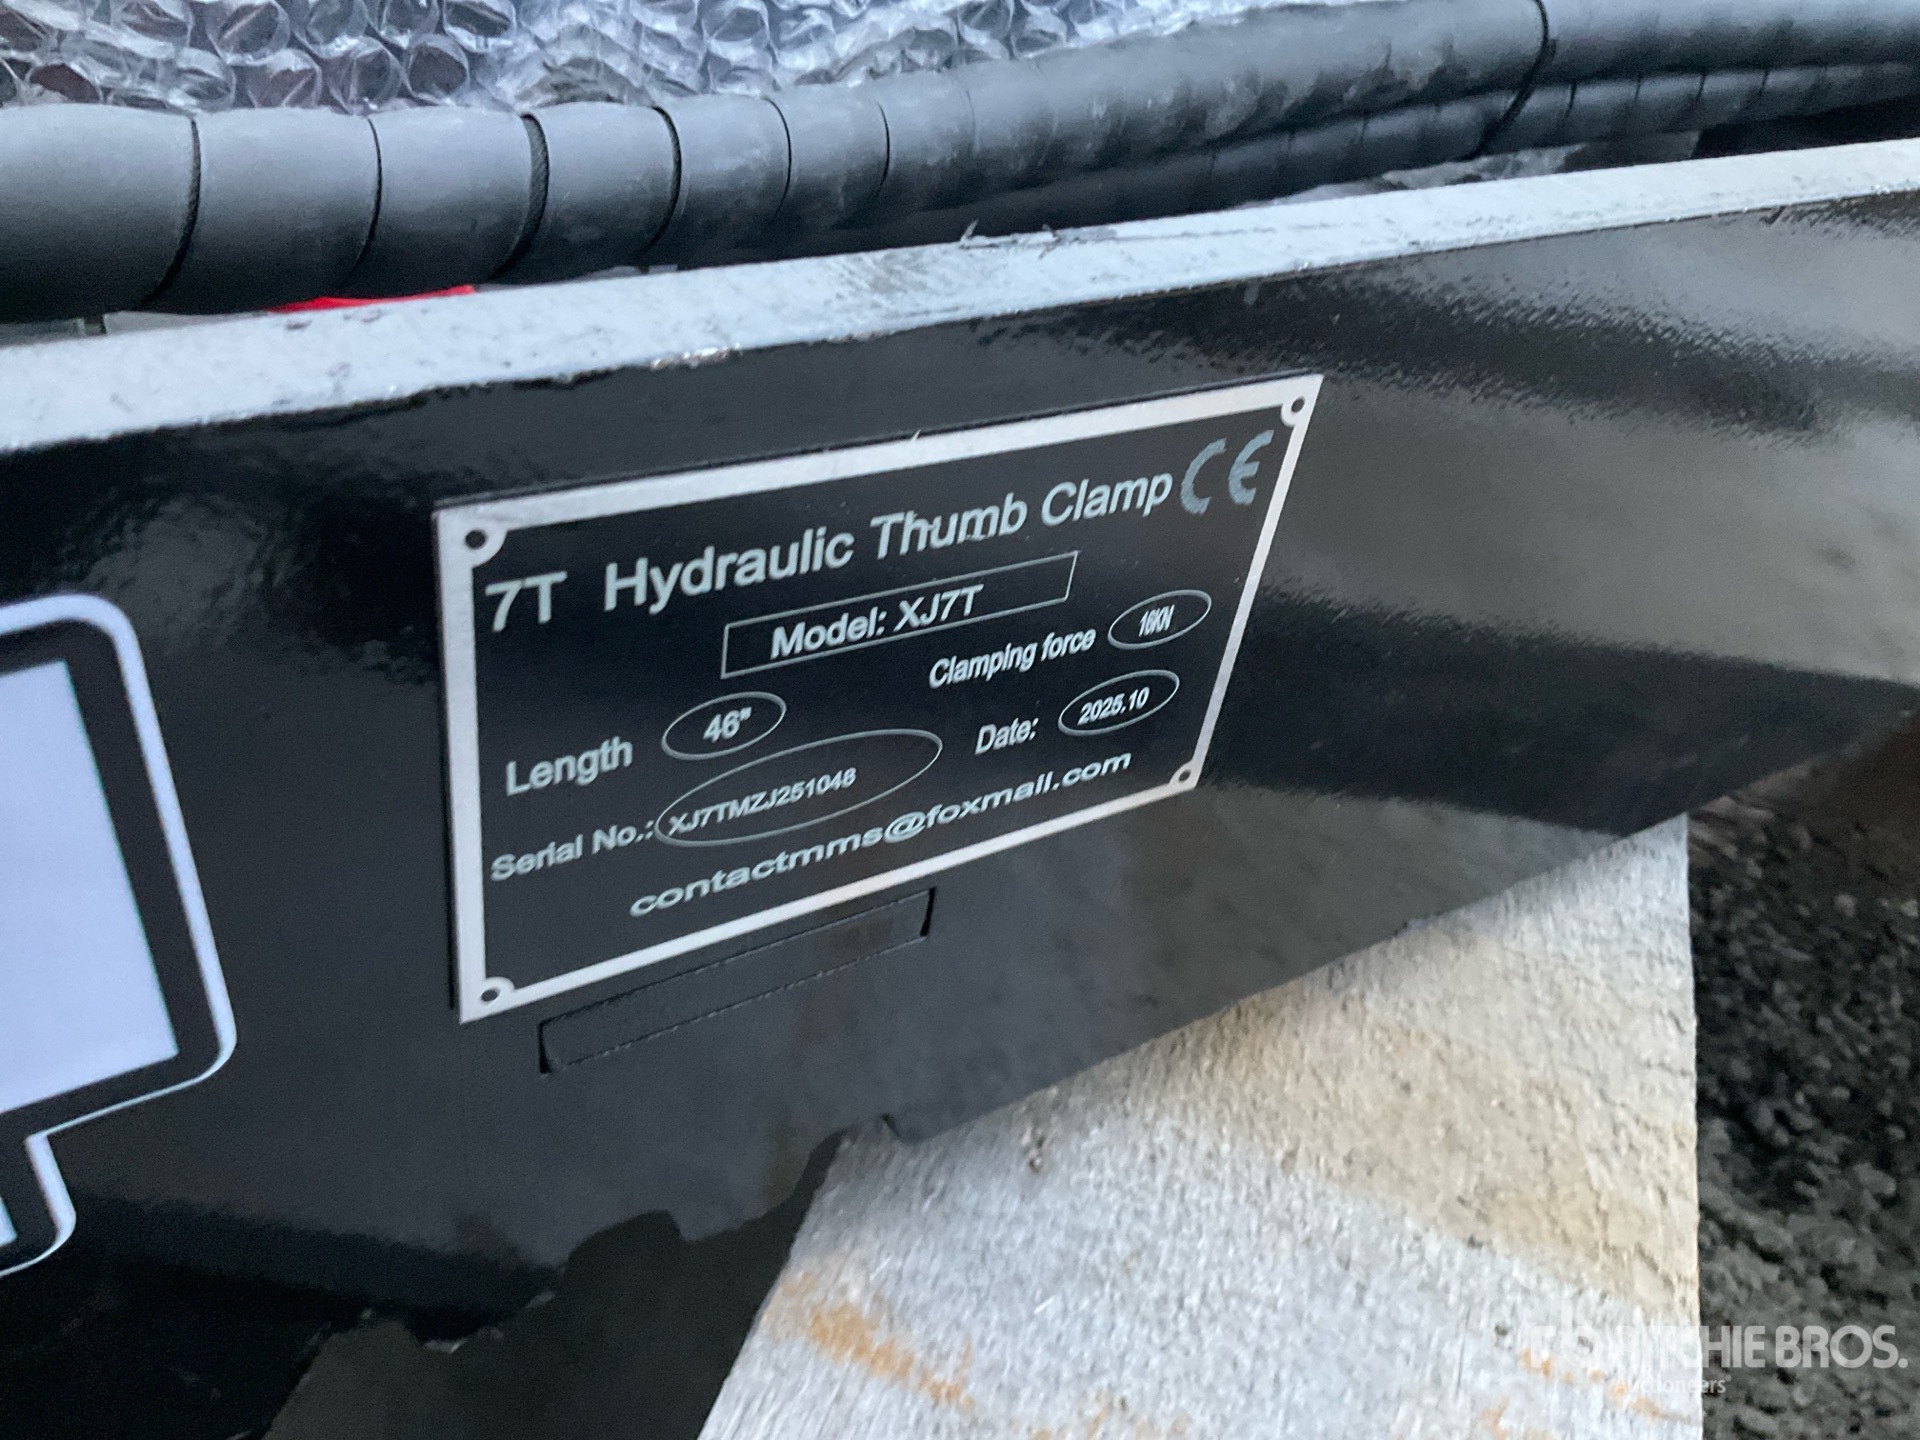 7T Hydraulic Thumb Clamp CE
Model: XJ7T
Clamping force 16KN
Length 46"
Date: 2025.10
Serial No.: XJ7TMZJ251048
contactmms@foxmail.com
RITCHIE BROS.
Auctioneers